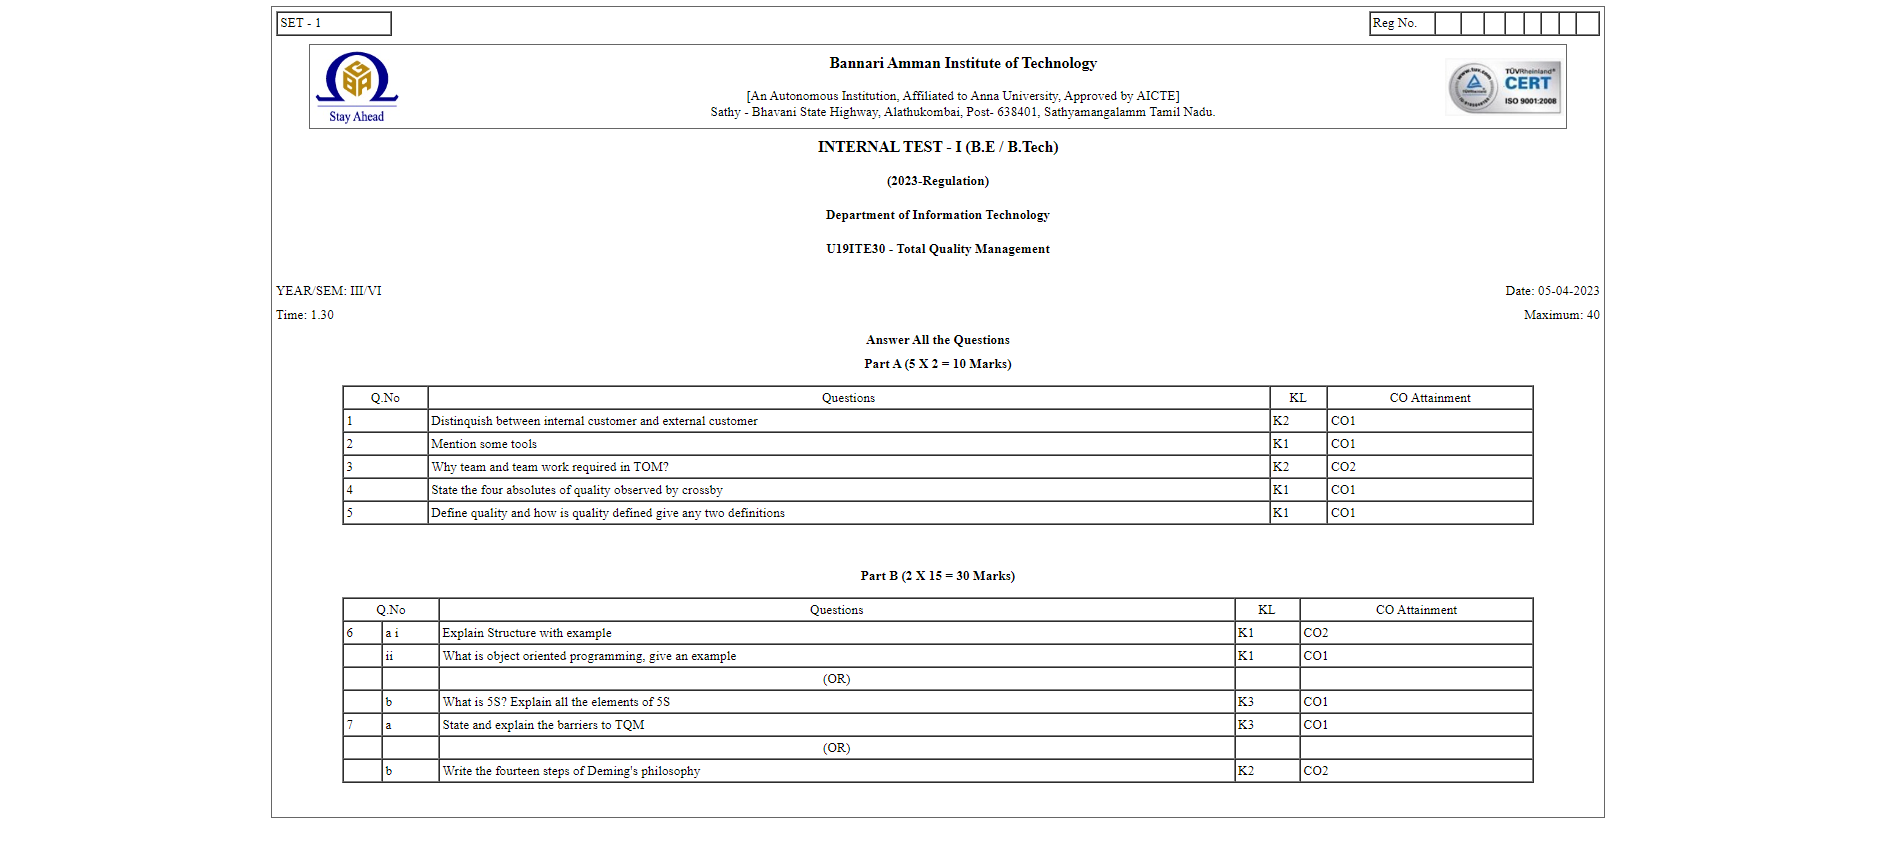 SET - 1
Reg No.
GBA
Stay Ahead
Bannari Amman Institute of Technology
[An Autonomous Institution, Affiliated to Anna University, Approved by AICTE]
Sathy - Bhavani State Highway, Alathukombai, Post- 638401, Sathyamangalamm Tamil Nadu.
TÜVRheinland®
CERT
ISO 9001:2008
INTERNAL TEST - I (B.E / B.Tech)
(2023-Regulation)
Department of Information Technology
U19ITE30 - Total Quality Management
YEAR/SEM: III/VI Date: 05-04-2023
Time: 1.30 Maximum: 40
Answer All the Questions
Part A (5 X 2 = 10 Marks)
Q.No Questions KL CO Attainment
1 Distinquish between internal customer and external customer K2 CO1
2 Mention some tools K1 CO1
3 Why team and team work required in TOM? K2 CO2
4 State the four absolutes of quality observed by crossby K1 CO1
5 Define quality and how is quality defined give any two definitions K1 CO1
Part B (2 X 15 = 30 Marks)
Q.No Questions KL CO Attainment
6 a i Explain Structure with example K1 CO2
ii What is object oriented programming, give an example K1 CO1
(OR)
b What is 5S? Explain all the elements of 5S K3 CO1
7 a State and explain the barriers to TQM K3 CO1
(OR)
b Write the fourteen steps of Deming's philosophy K2 CO2